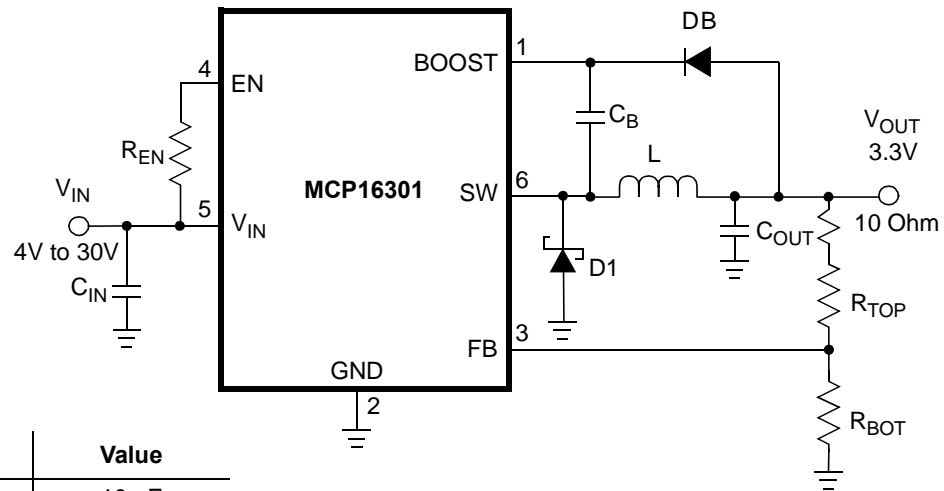 DB
1
BOOST
4
EN
C_B
V_OUT
3.3V
R_EN
L
MCP16301
6
SW
V_IN
5
V_IN
10 Ohm
4V to 30V
C_OUT
C_IN
D1
R_TOP
3
FB
GND
2
R_BOT
Value